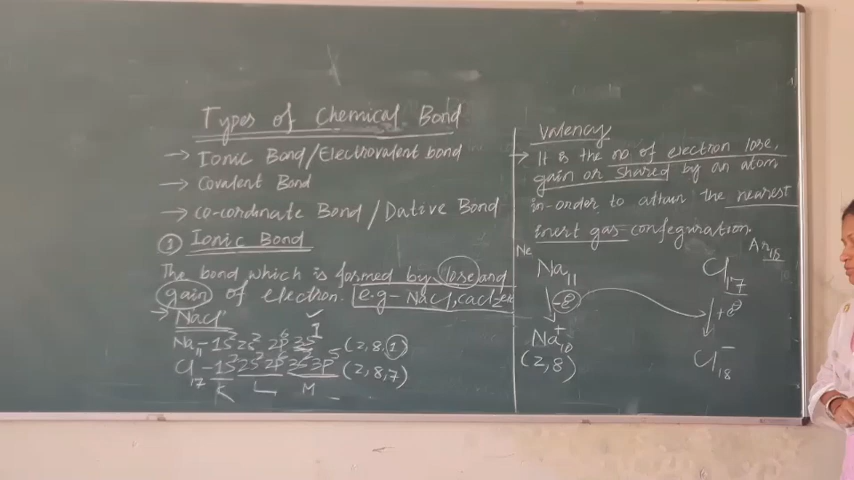 Types of Chemical Bond
→ Ionic Bond/Electrovalent bond
→ Covalent Bond
→ co-cordinate Bond/Dative Bond
① Ionic Bond
The bond which is formed by lose and
gain of electron. e.g - NaCl, CaCl2 etc
→ NaCl ✓
Na11 - 1S² 2S² 2P⁶ 3S¹ (2,8,1)
Cl17 - 1S² 2S² 2P⁶ 3S² 3P⁵ (2,8,7)
K L M
Valency
→ It is the no of electron lose,
gain or shared by an atom
in-order to attain the nearest
inert gas configuration.
Ne Ar18
Na11 Cl17
-e +e
Na⁺10 Cl⁻18
(2,8)